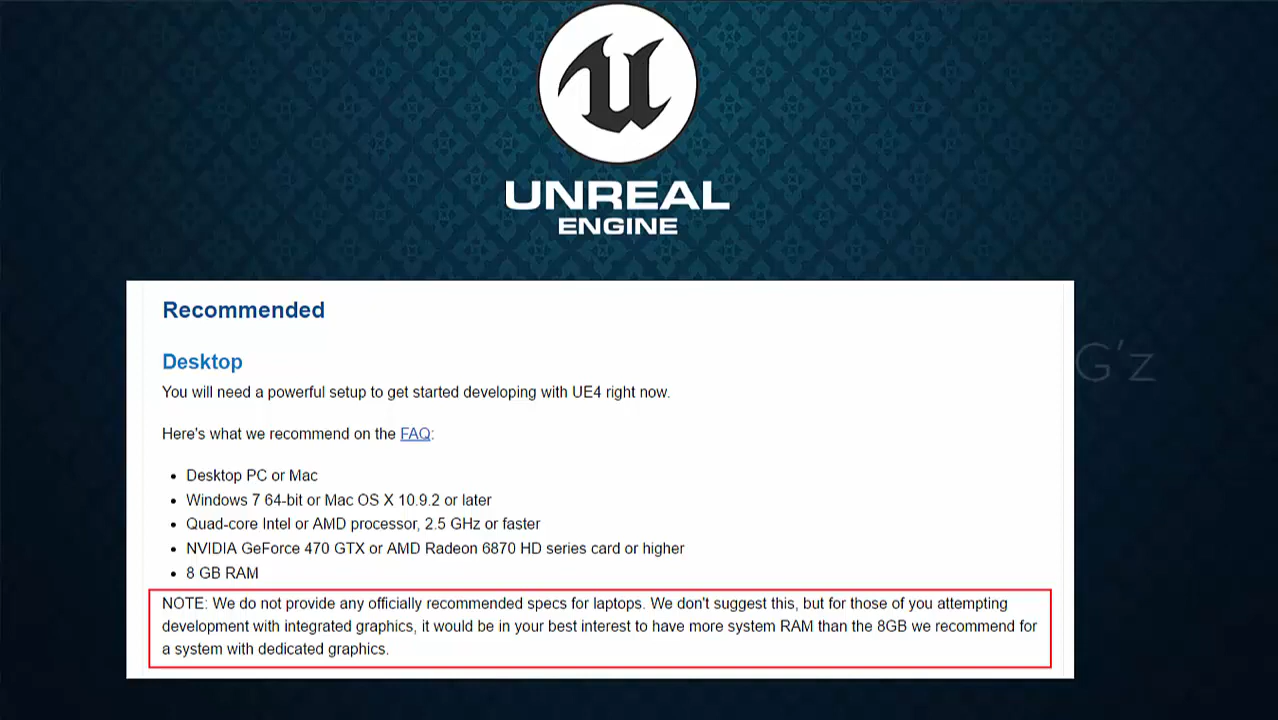 UNREAL
ENGINE
Recommended
Desktop
You will need a powerful setup to get started developing with UE4 right now.
Here's what we recommend on the FAQ:
• Desktop PC or Mac
• Windows 7 64-bit or Mac OS X 10.9.2 or later
• Quad-core Intel or AMD processor, 2.5 GHz or faster
• NVIDIA GeForce 470 GTX or AMD Radeon 6870 HD series card or higher
• 8 GB RAM
NOTE: We do not provide any officially recommended specs for laptops. We don't suggest this, but for those of you attempting
development with integrated graphics, it would be in your best interest to have more system RAM than the 8GB we recommend for
a system with dedicated graphics.
G'z